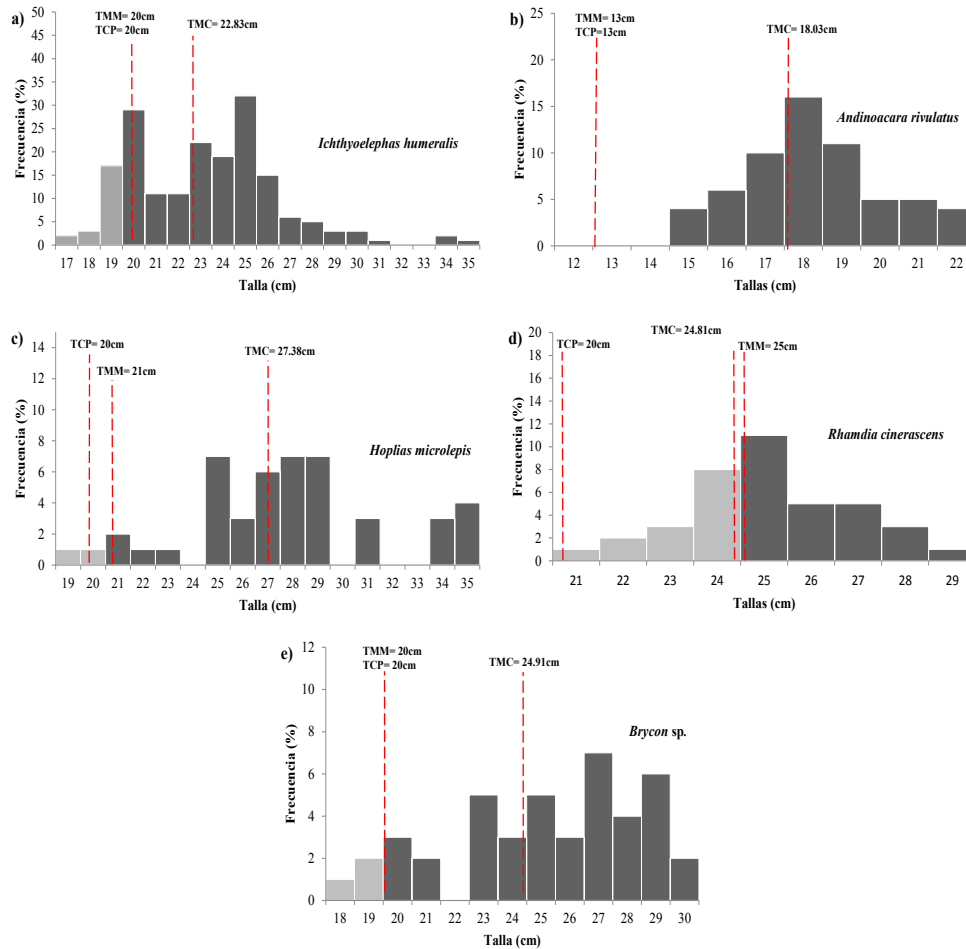 a)
TMM= 20cm
TCP= 20cm
TMC= 22.83cm
Frecuencia (%)
50
45
40
35
30
25
20
15
10
5
0
Ichthyoelephas humeralis
17 18 19 20 21 22 23 24 25 26 27 28 29 30 31 32 33 34 35
Talla (cm)
b)
TMM= 13cm
TCP=13cm
TMC= 18.03cm
Frecuencia (%)
25
20
15
10
5
0
Andinoacara rivulatus
12 13 14 15 16 17 18 19 20 21 22
Tallas (cm)
c)
TCP= 20cm
TMM= 21cm
TMC= 27.38cm
Frecuencia (%)
14
12
10
8
6
4
2
0
Hoplias microlepis
19 20 21 22 23 24 25 26 27 28 29 30 31 32 33 34 35
Talla (cm)
d)
TCP= 20cm
TMC= 24.81cm
TMM= 25cm
Frecuencia (%)
20
18
16
14
12
10
8
6
4
2
0
Rhamdia cinerascens
21 22 23 24 25 26 27 28 29
Tallas (cm)
e)
TMM= 20cm
TCP= 20cm
TMC= 24.91cm
Frecuencia (%)
12
10
8
6
4
2
0
Brycon sp.
18 19 20 21 22 23 24 25 26 27 28 29 30
Talla (cm)